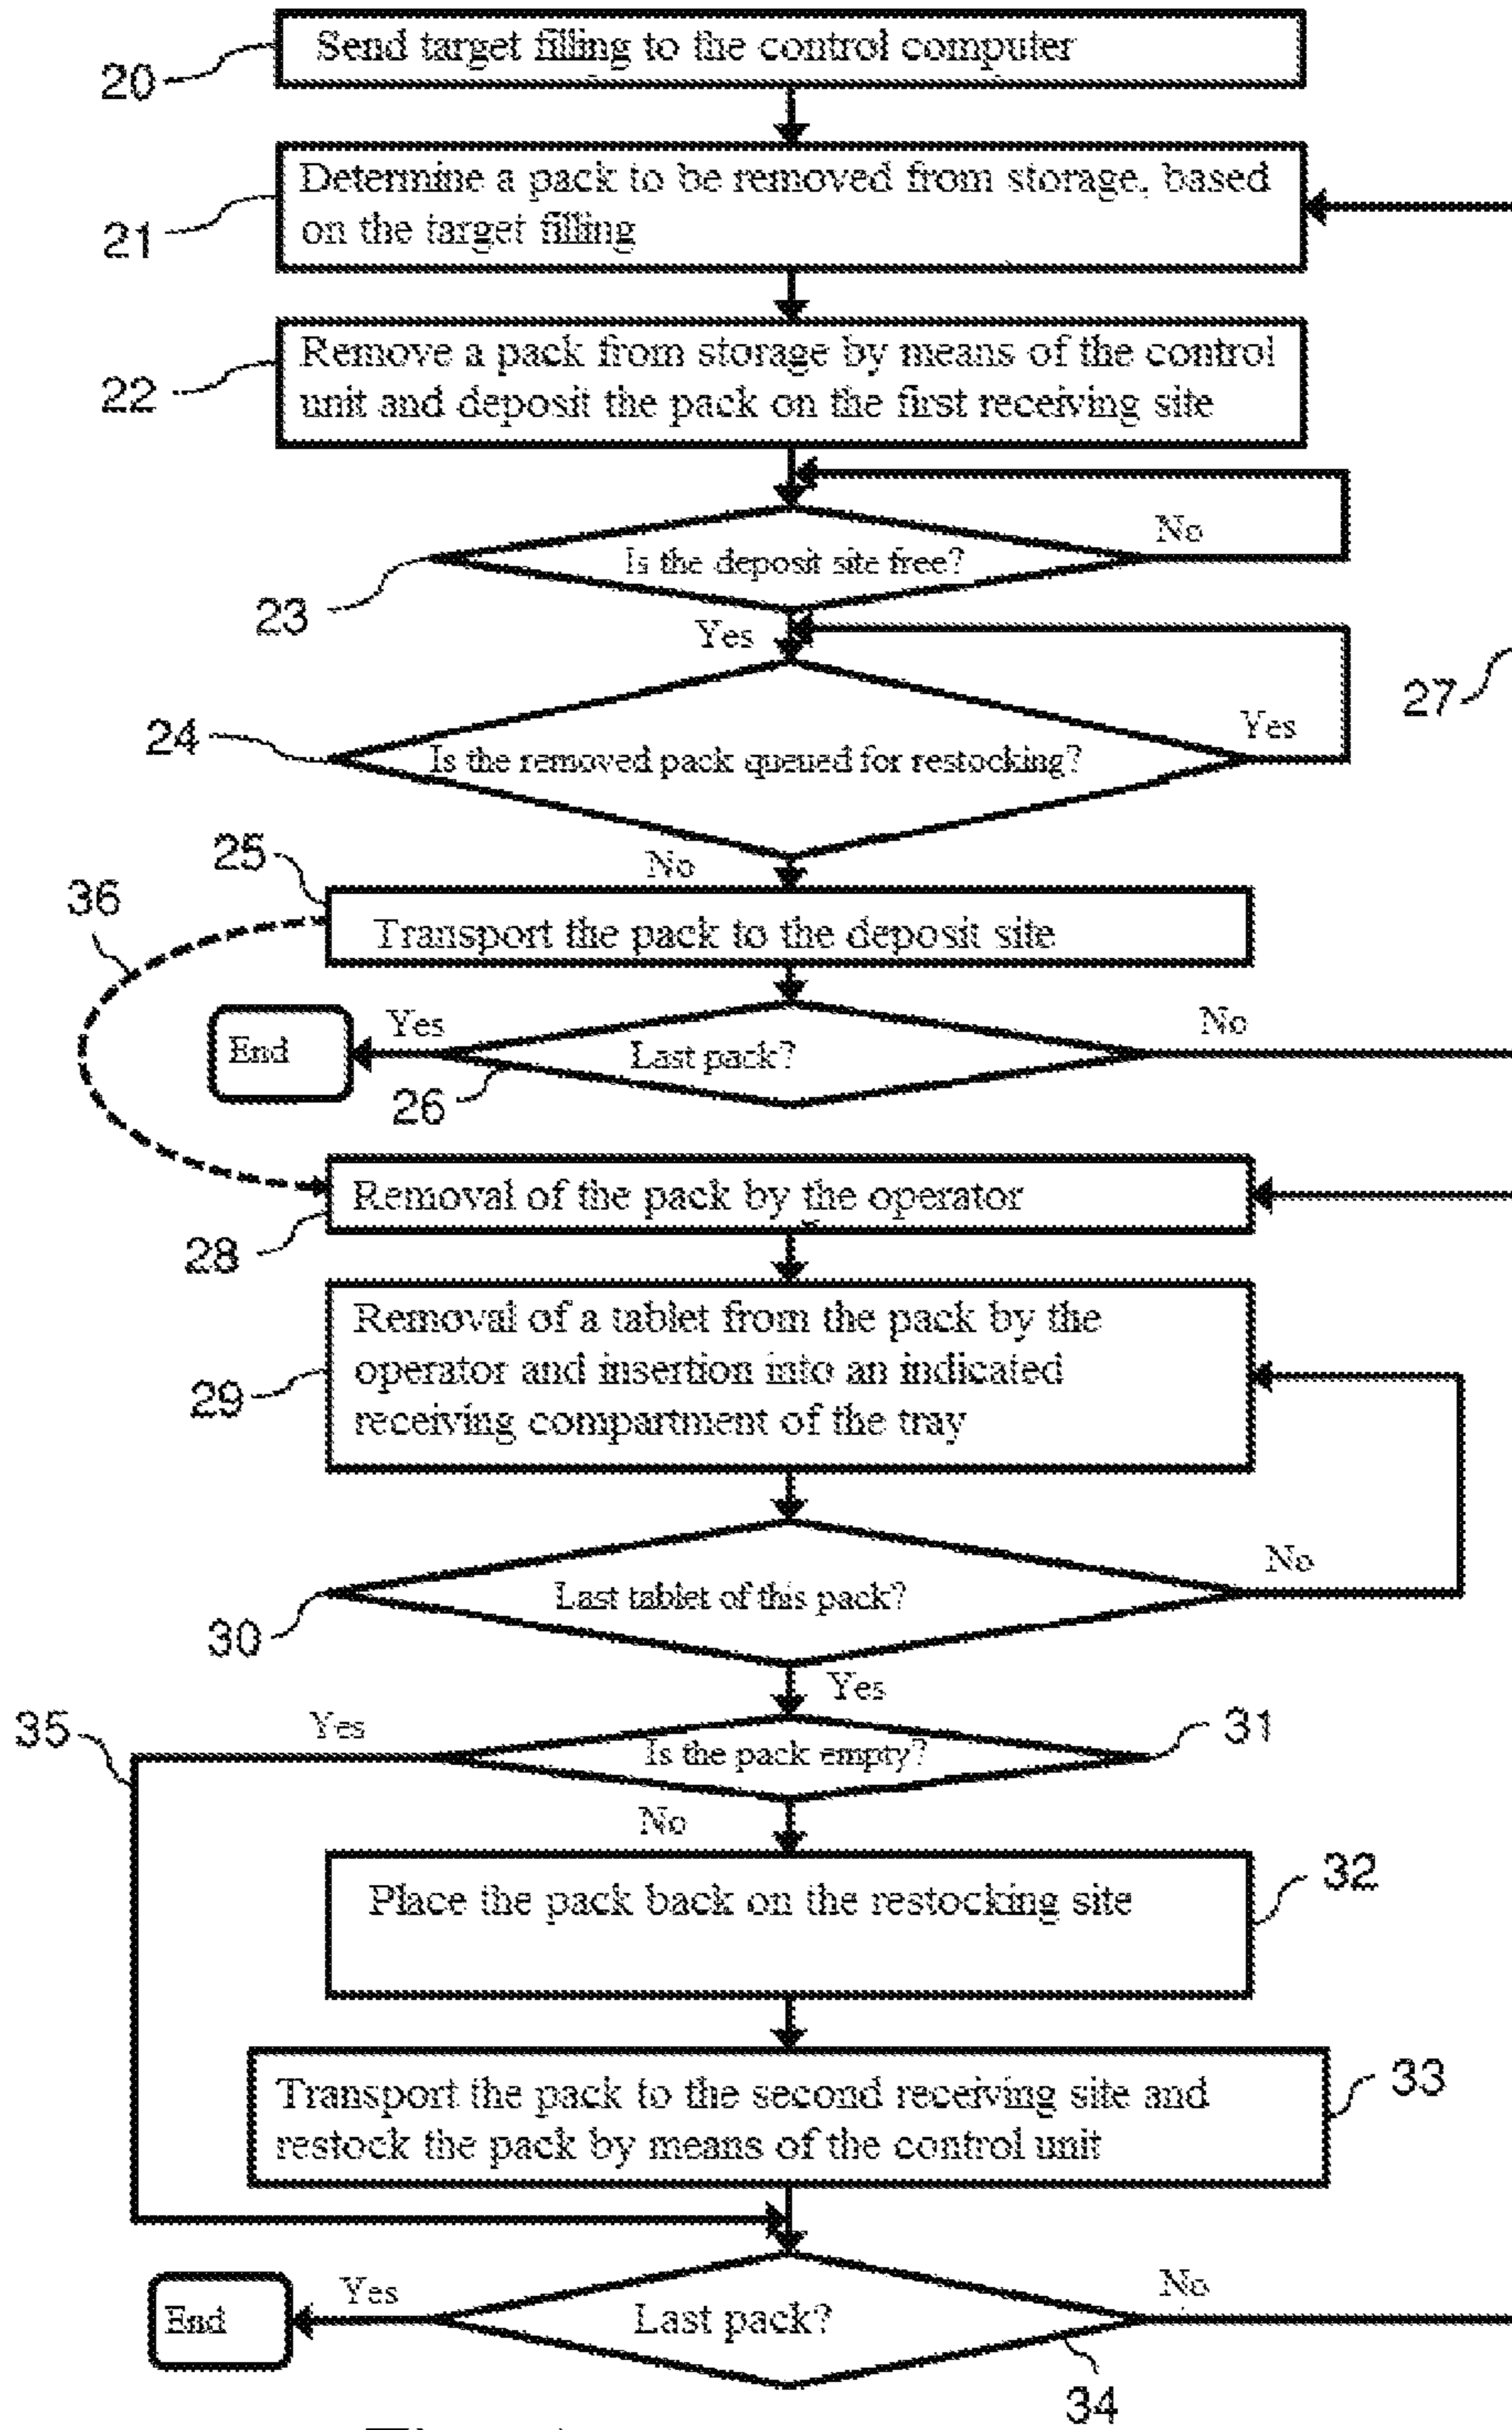 20
Send target filling to the control computer
21
Determine a pack to be removed from storage, based
on the target filling
22
Remove a pack from storage by means of the control
unit and deposit the pack on the first receiving site
23
Is the deposit site free?
No
Yes
24
Is the removed pack queued for restocking?
Yes
27
No
25
36
Transport the pack to the deposit site
End
Yes
Last pack?
No
26
Removal of the pack by the operator
28
Removal of a tablet from the pack by the
operator and insertion into an indicated
receiving compartment of the tray
29
Last tablet of this pack?
No
30
Yes
35
Yes
Is the pack empty?
31
No
Place the pack back on the restocking site
32
Transport the pack to the second receiving site and
restock the pack by means of the control unit
33
End
Yes
Last pack?
No
34